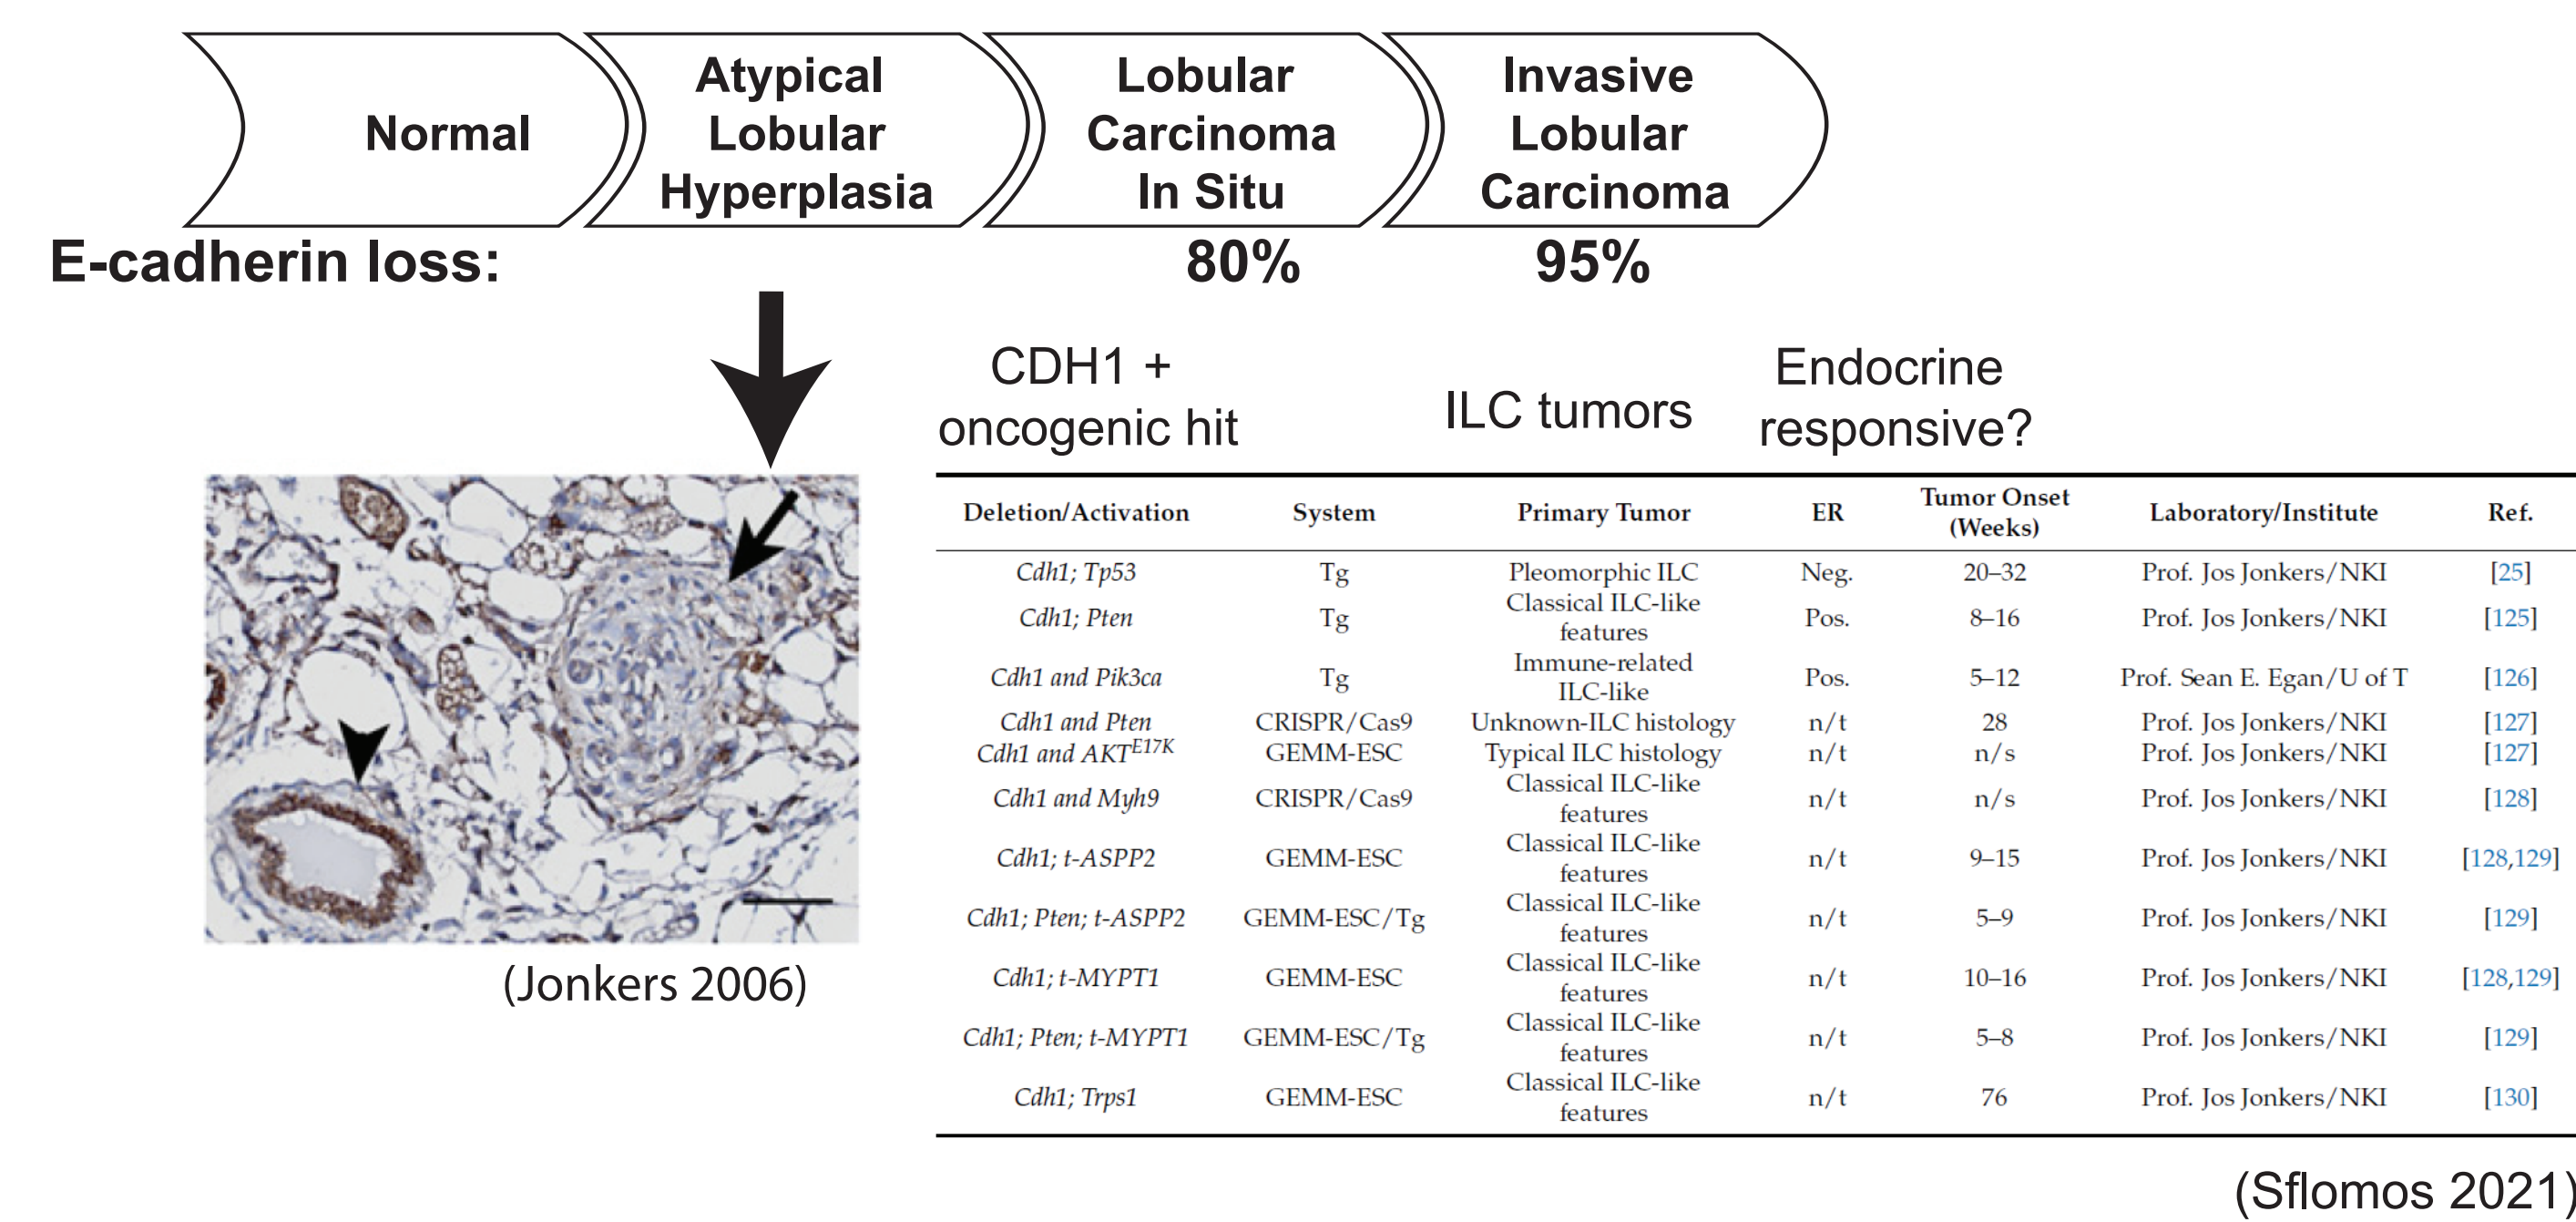 Normal
Atypical
Lobular
Hyperplasia
Lobular
Carcinoma
In Situ
Invasive
Lobular
Carcinoma
E-cadherin loss: 80% 95%
CDH1 +
oncogenic hit
ILC tumors
Endocrine
responsive?
Deletion/Activation System Primary Tumor ER Tumor Onset (Weeks) Laboratory/Institute Ref.
Cdh1; Tp53 Tg Pleomorphic ILC Neg. 20–32 Prof. Jos Jonkers/NKI [25]
Cdh1; Pten Tg Classical ILC-like features Pos. 8–16 Prof. Jos Jonkers/NKI [125]
Cdh1 and Pik3ca Tg Immune-related ILC-like Pos. 5–12 Prof. Sean E. Egan/U of T [126]
Cdh1 and Pten CRISPR/Cas9 Unknown-ILC histology n/t 28 Prof. Jos Jonkers/NKI [127]
Cdh1 and AKT^E17K GEMM-ESC Typical ILC histology n/t n/s Prof. Jos Jonkers/NKI [127]
Cdh1 and Myh9 CRISPR/Cas9 Classical ILC-like features n/t n/s Prof. Jos Jonkers/NKI [128]
Cdh1; t-ASPP2 GEMM-ESC Classical ILC-like features n/t 9–15 Prof. Jos Jonkers/NKI [128,129]
Cdh1; Pten; t-ASPP2 GEMM-ESC/Tg Classical ILC-like features n/t 5–9 Prof. Jos Jonkers/NKI [129]
Cdh1; t-MYPT1 GEMM-ESC Classical ILC-like features n/t 10–16 Prof. Jos Jonkers/NKI [128,129]
Cdh1; Pten; t-MYPT1 GEMM-ESC/Tg Classical ILC-like features n/t 5–8 Prof. Jos Jonkers/NKI [129]
Cdh1; Trps1 GEMM-ESC Classical ILC-like features n/t 76 Prof. Jos Jonkers/NKI [130]
(Jonkers 2006)
(Sflomos 2021)